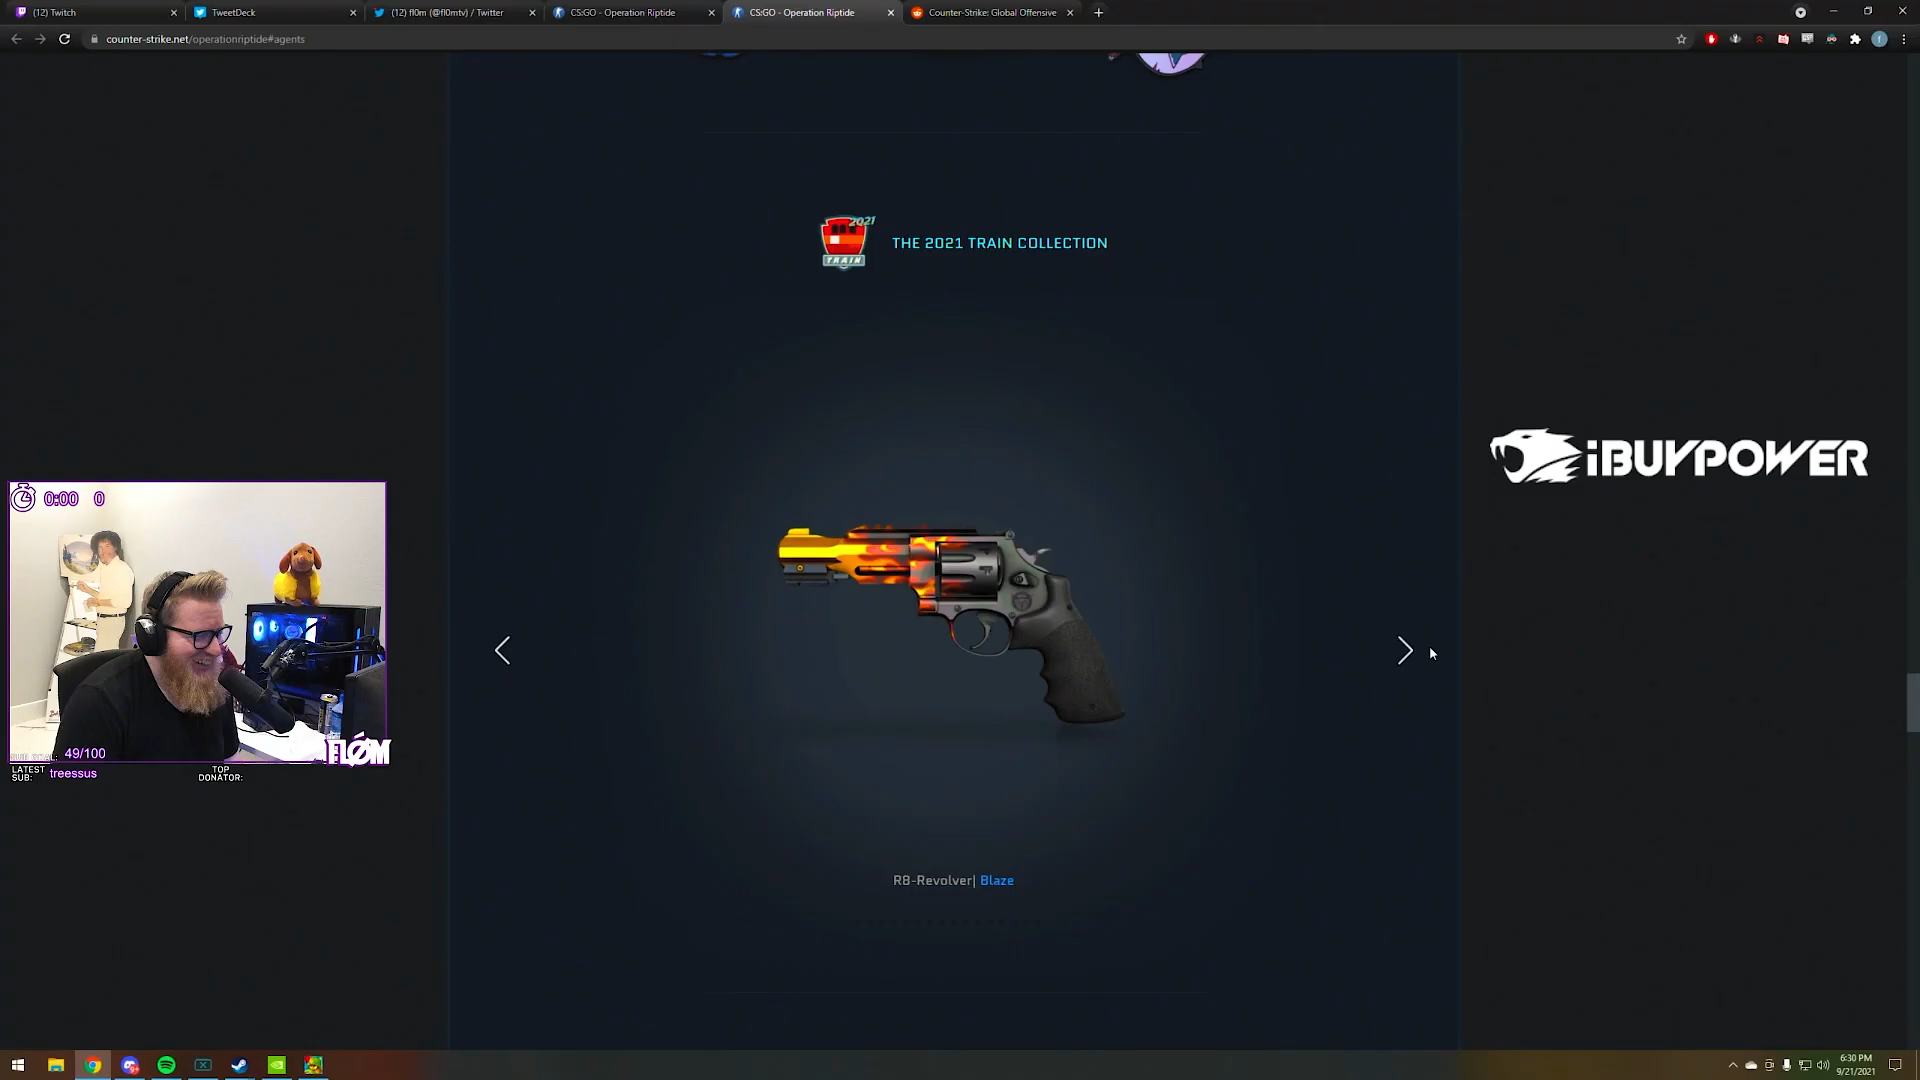 (12) Twitch
TweetDeck
(12) fl0m (@fl0mtv) / Twitter
CS:GO - Operation Riptide
CS:GO - Operation Riptide
Counter-Strike: Global Offensive
counter-strike.net/operationriptide#agents
2021
TRAIN
THE 2021 TRAIN COLLECTION
iBUYPOWER
0:00 0
FLØM
49/100
LATEST SUB: treessus
TOP DONATOR:
R8-Revolver| Blaze
6:30 PM
9/21/2021